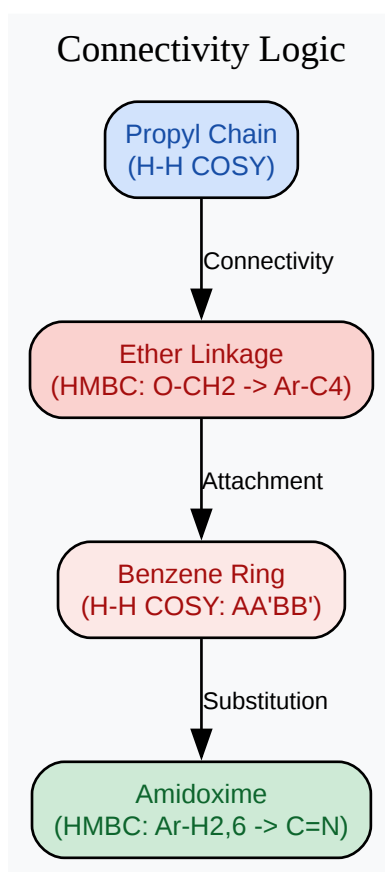 Connectivity Logic
Propyl Chain
(H-H COSY)
Connectivity
Ether Linkage
(HMBC: O-CH2 -> Ar-C4)
Attachment
Benzene Ring
(H-H COSY: AA'BB')
Substitution
Amidoxime
(HMBC: Ar-H2,6 -> C=N)